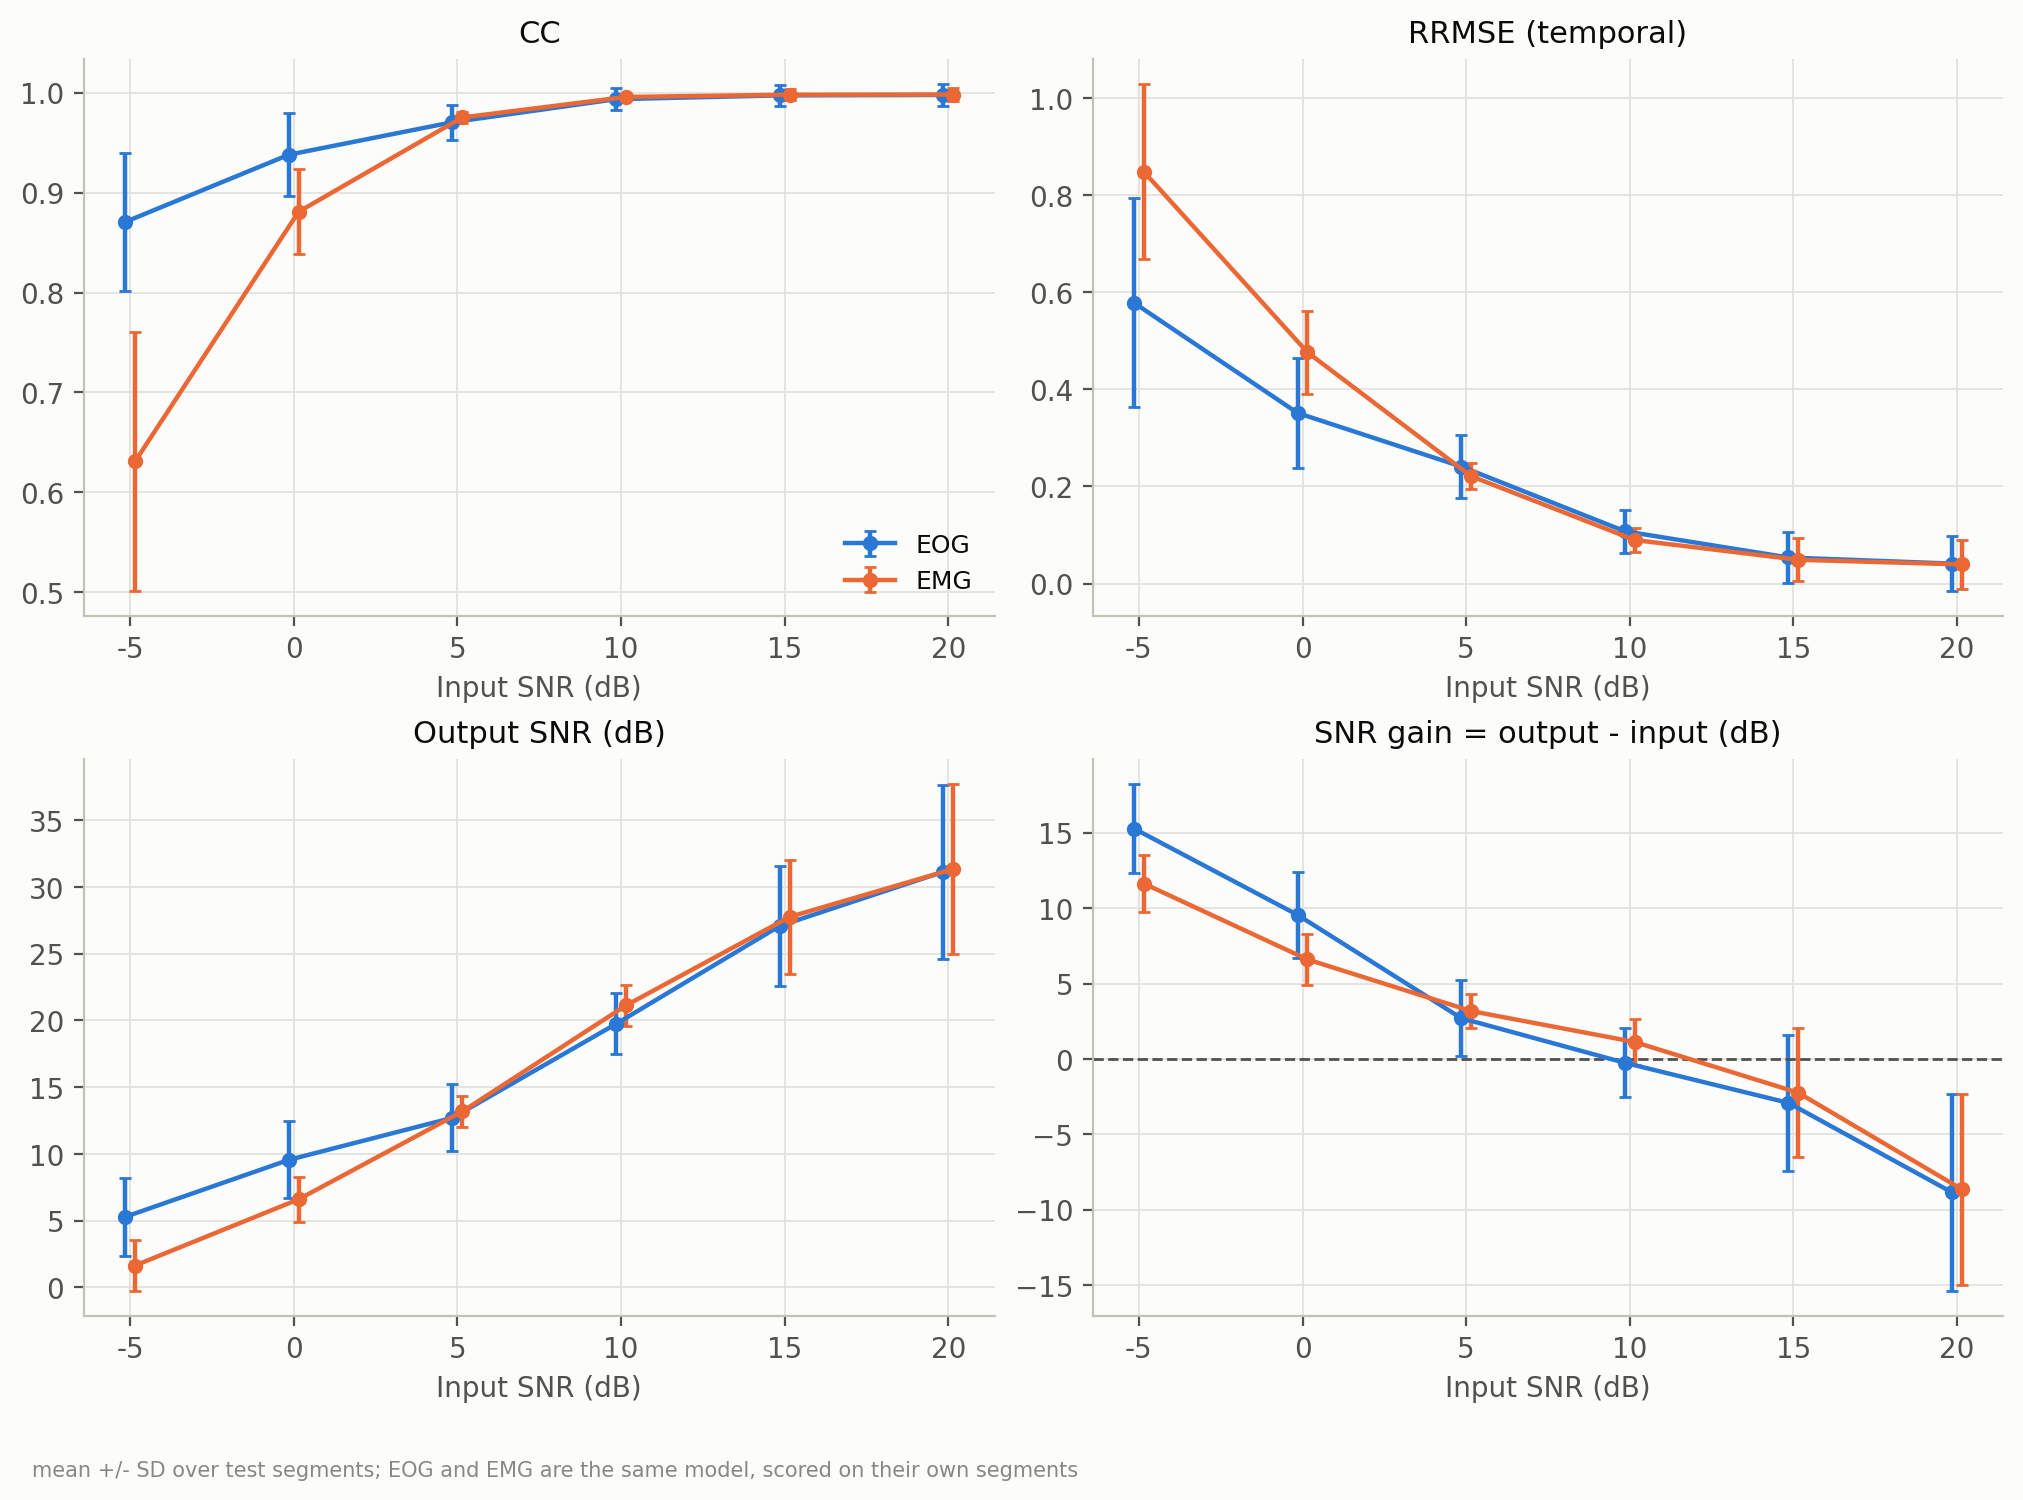 CC
1.0
0.9
0.8
0.7
0.6
0.5
EOG
EMG
-5 0 5 10 15 20
Input SNR (dB)
RRMSE (temporal)
1.0
0.8
0.6
0.4
0.2
0.0
-5 0 5 10 15 20
Input SNR (dB)
Output SNR (dB)
35
30
25
20
15
10
5
0
-5 0 5 10 15 20
Input SNR (dB)
SNR gain = output - input (dB)
15
10
5
0
−5
−10
−15
-5 0 5 10 15 20
Input SNR (dB)
mean +/- SD over test segments; EOG and EMG are the same model, scored on their own segments